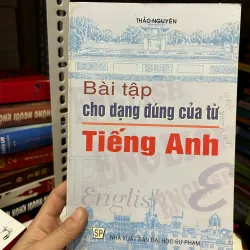 THẢO NGUYÊN
Bài tập
cho dạng đúng của từ
Tiếng Anh
English
SP
NHÀ XUẤT BẢN ĐẠI HỌC SƯ PHẠM